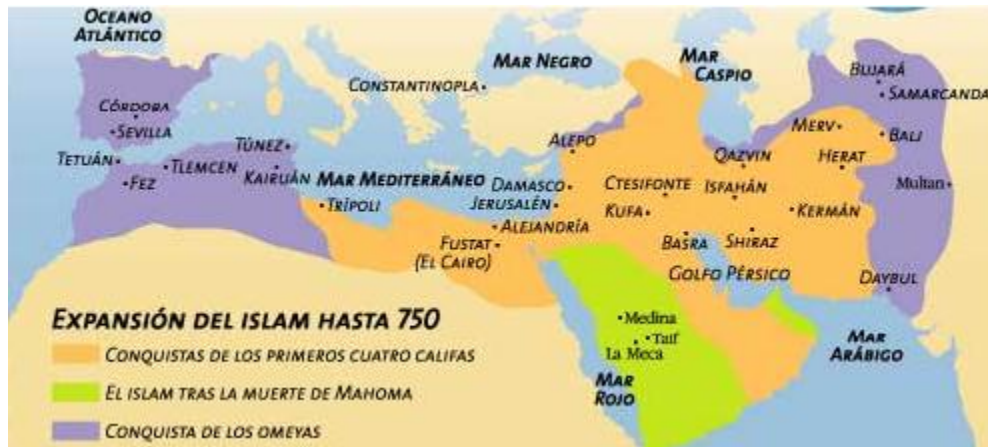 OCEANO
ATLÁNTICO
MAR NEGRO
MAR
CASPIO
CONSTANTINOPLA
BUJARÁ
SAMARCANDA
CÓRDOBA
SEVILLA
MERV
BALJ
ALEPO
TÚNEZ
TETUÁN
TLEMCEN
QAZVIN
HERAT
FEZ
KAIRUÁN
MAR MEDITERRÁNEO
DAMASCO
CTESIFONTE
ISFAHÁN
Multan
JERUSALÉN
TRÍPOLI
KUFA
KERMÁN
ALEJANDRÍA
FUSTAT
(EL CAIRO)
BASRA
SHIRAZ
GOLFO PÉRSICO
DAYBUL
EXPANSIÓN DEL ISLAM HASTA 750
Medina
Taif
La Meca
MAR
ARÁBIGO
MAR
ROJO
CONQUISTAS DE LOS PRIMEROS CUATRO CALIFAS
EL ISLAM TRAS LA MUERTE DE MAHOMA
CONQUISTA DE LOS OMEYAS